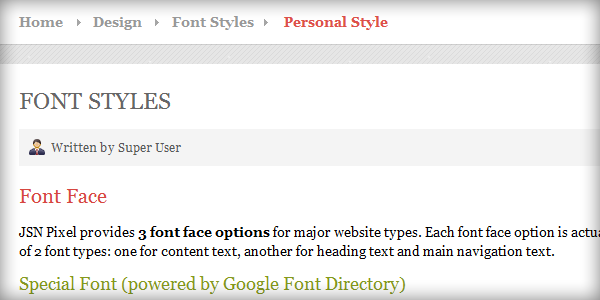 Home Design Font Styles Personal Style
FONT STYLES
Written by Super User
Font Face
JSN Pixel provides 3 font face options for major website types. Each font face option is
of 2 font types: one for content text, another for heading text and main navigation text.
Special Font (powered by Google Font Directory)